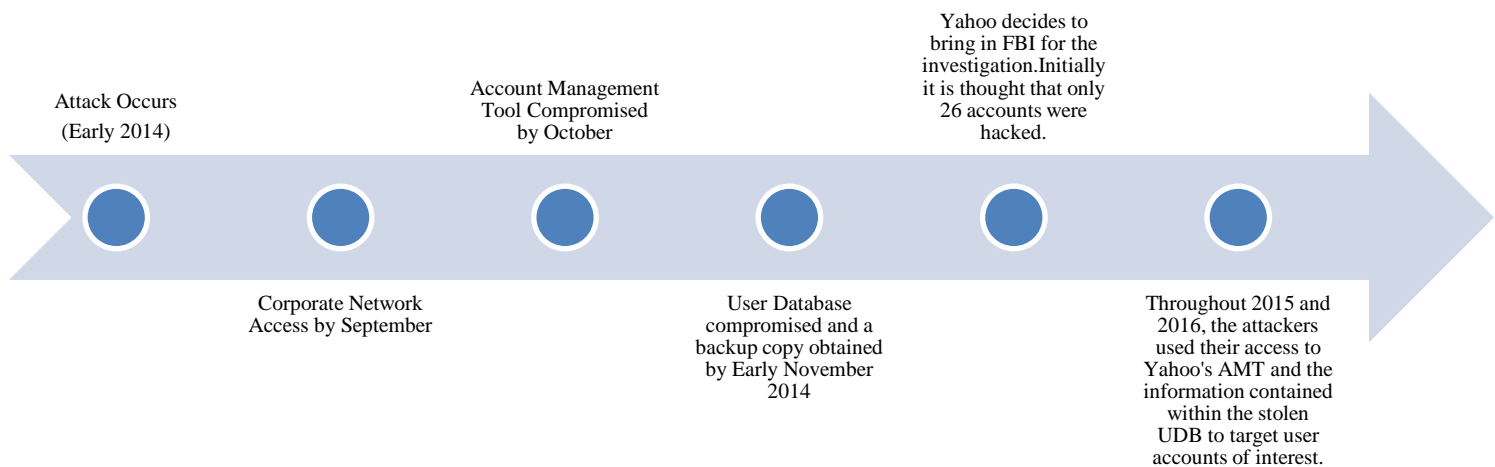 Attack Occurs
(Early 2014)
Corporate Network
Access by September
Account Management
Tool Compromised
by October
User Database
compromised and a
backup copy obtained
by Early November
2014
Yahoo decides to
bring in FBI for the
investigation.Initially
it is thought that only
26 accounts were
hacked.
Throughout 2015 and
2016, the attackers
used their access to
Yahoo's AMT and the
information contained
within the stolen
UDB to target user
accounts of interest.